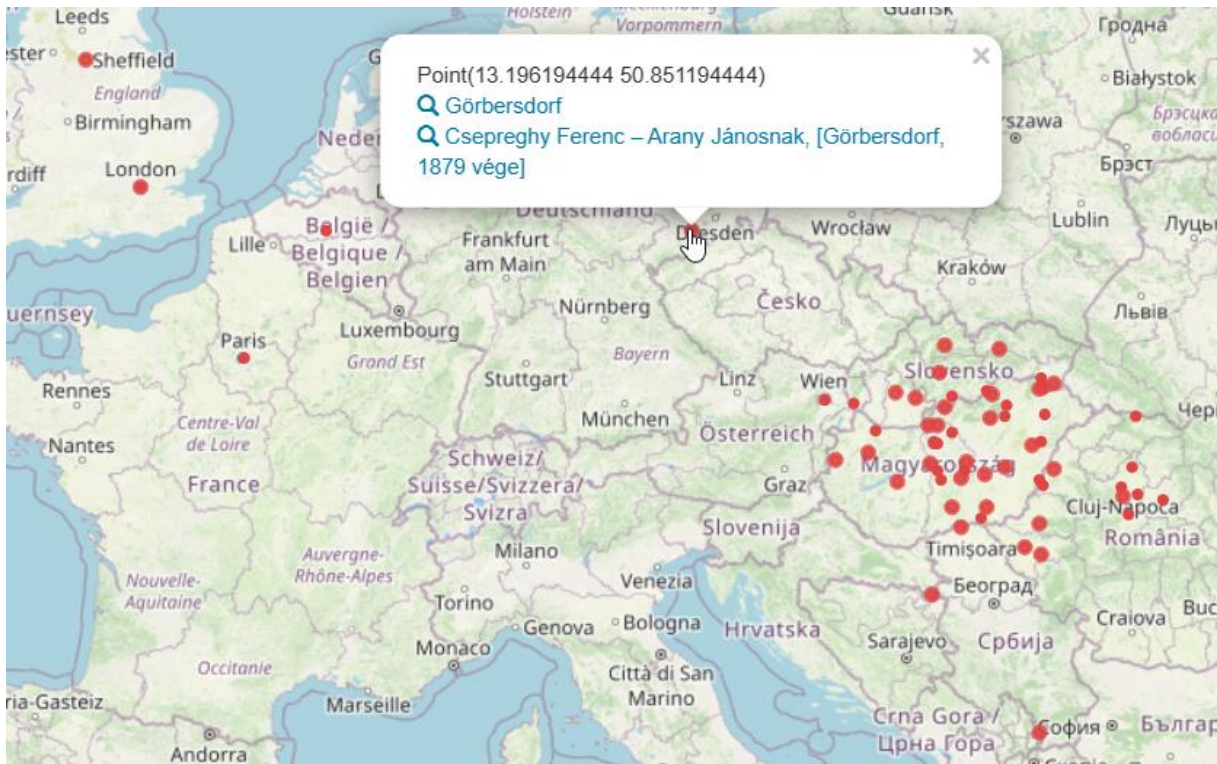 Leeds
Holstein
Vorpommern
Гродна
Sheffield
England
Birmingham
London
Point(13.196194444 50.851194444)
×
Görbersdorf
Csepreghy Ferenc – Arany Jánosnak, [Görbersdorf,
1879 vége]
Białystok
Брэст
Lublin
België /
Belgique /
Belgien
Lille
Deutschland
Frankfurt
am Main
Dresden
Wrocław
Kraków
Львів
Česko
Nürnberg
Luxembourg
Paris
Grand Est
Bayern
Rennes
Stuttgart
Linz
Wien
Slovensko
Centre-Val
de Loire
München
Österreich
Nantes
France
Schweiz/
Suisse/Svizzera/
Svizra
Graz
Magyarország
Cluj-Napoca
România
Slovenija
Timișoara
Auvergne-
Rhône-Alpes
Milano
Venezia
Nouvelle-
Aquitaine
Torino
Genova
Bologna
Hrvatska
Београд
Craiova
Monaco
Sarajevo
Србија
Occitanie
Città di San
Marino
Marseille
Crna Gora /
Црна Гора
София
Andorra